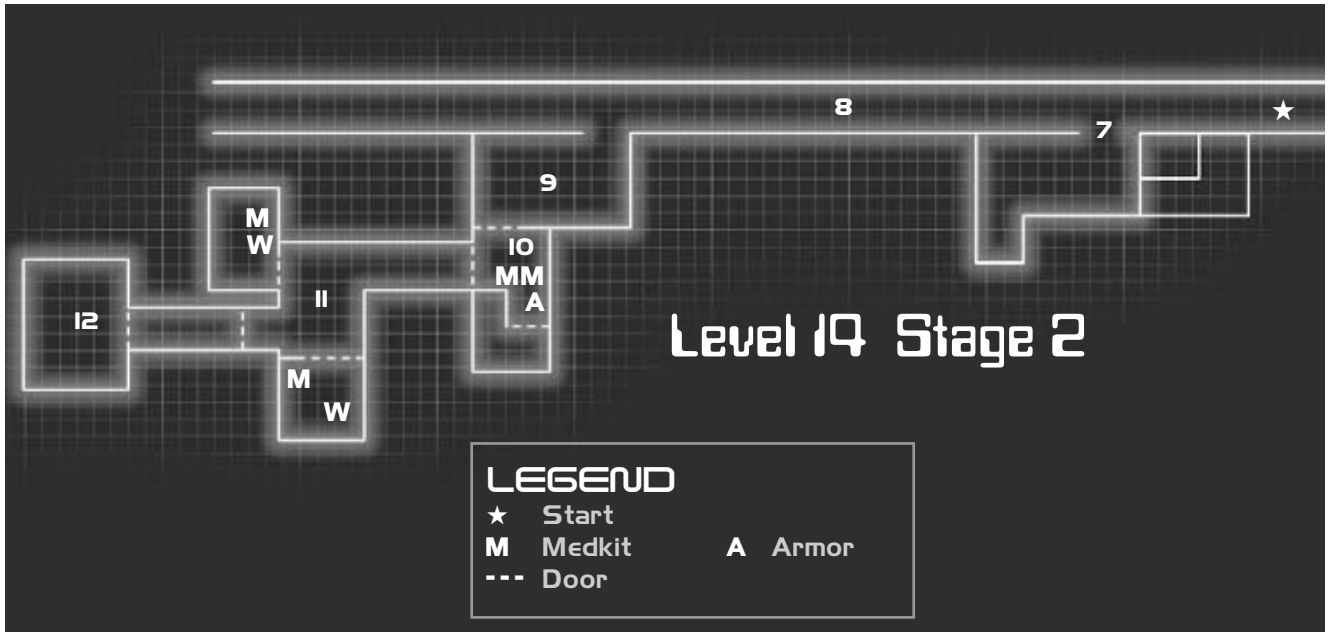 8
7
9
M
W
10
MM
A
11
12
M
W
Level 14 Stage 2
LEGEND
★ Start
M Medkit A Armor
--- Door